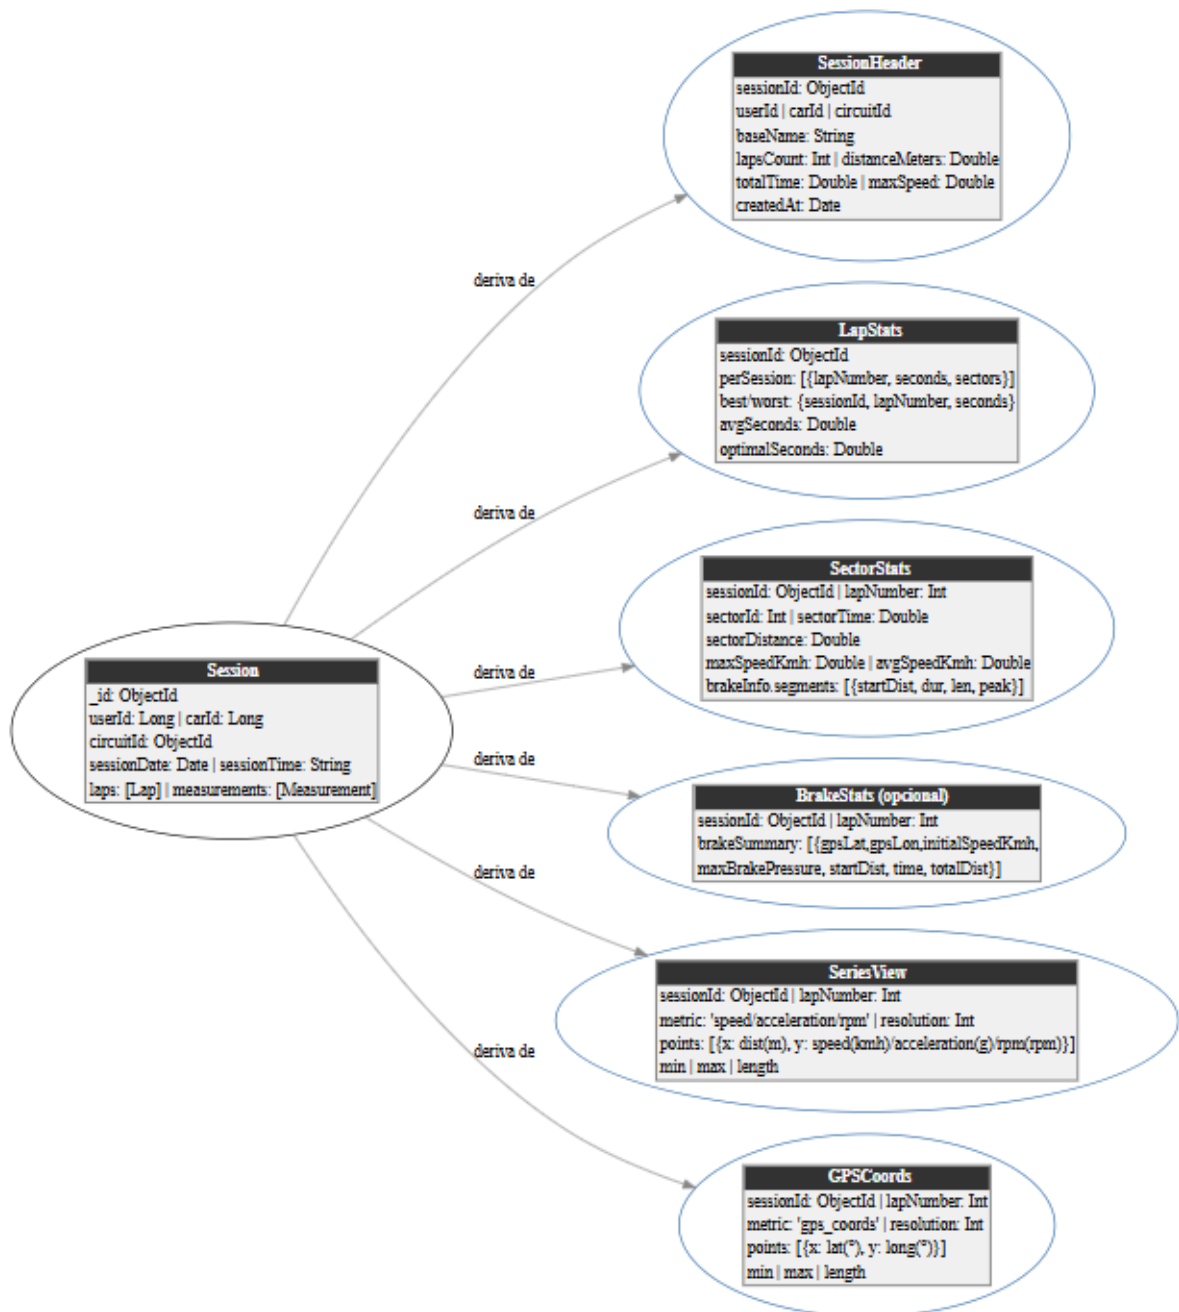 SessionHeader
sessionId: ObjectId
userId | carId | circuitId
baseName: String
lapsCount: Int | distanceMeters: Double
totalTime: Double | maxSpeed: Double
createdAt: Date
deriva de
LapStats
sessionId: ObjectId
perSession: [{lapNumber, seconds, sectors}]
best/worst: {sessionId, lapNumber, seconds}
avgSeconds: Double
optimalSeconds: Double
deriva de
SectorStats
sessionId: ObjectId | lapNumber: Int
sectorId: Int | sectorTime: Double
sectorDistance: Double
maxSpeedKmh: Double | avgSpeedKmh: Double
brakeInfo.segments: [{startDist, dur, len, peak}]
deriva de
Session
_id: ObjectId
userId: Long | carId: Long
circuitId: ObjectId
sessionDate: Date | sessionTime: String
laps: [Lap] | measurements: [Measurement]
deriva de
BrakeStats (opcional)
sessionId: ObjectId | lapNumber: Int
brakeSummary: [{gpsLat,gpsLon,initialSpeedKmh,
maxBrakePressure, startDist, time, totalDist}]
deriva de
SeriesView
sessionId: ObjectId | lapNumber: Int
metric: 'speed/acceleration/rpm' | resolution: Int
points: [{x: dist(m), y: speed(kmh)/acceleration(g)/rpm(rpm)}]
min | max | length
deriva de
GPSCoords
sessionId: ObjectId | lapNumber: Int
metric: 'gps_coords' | resolution: Int
points: [{x: lat(°), y: long(°)}]
min | max | length